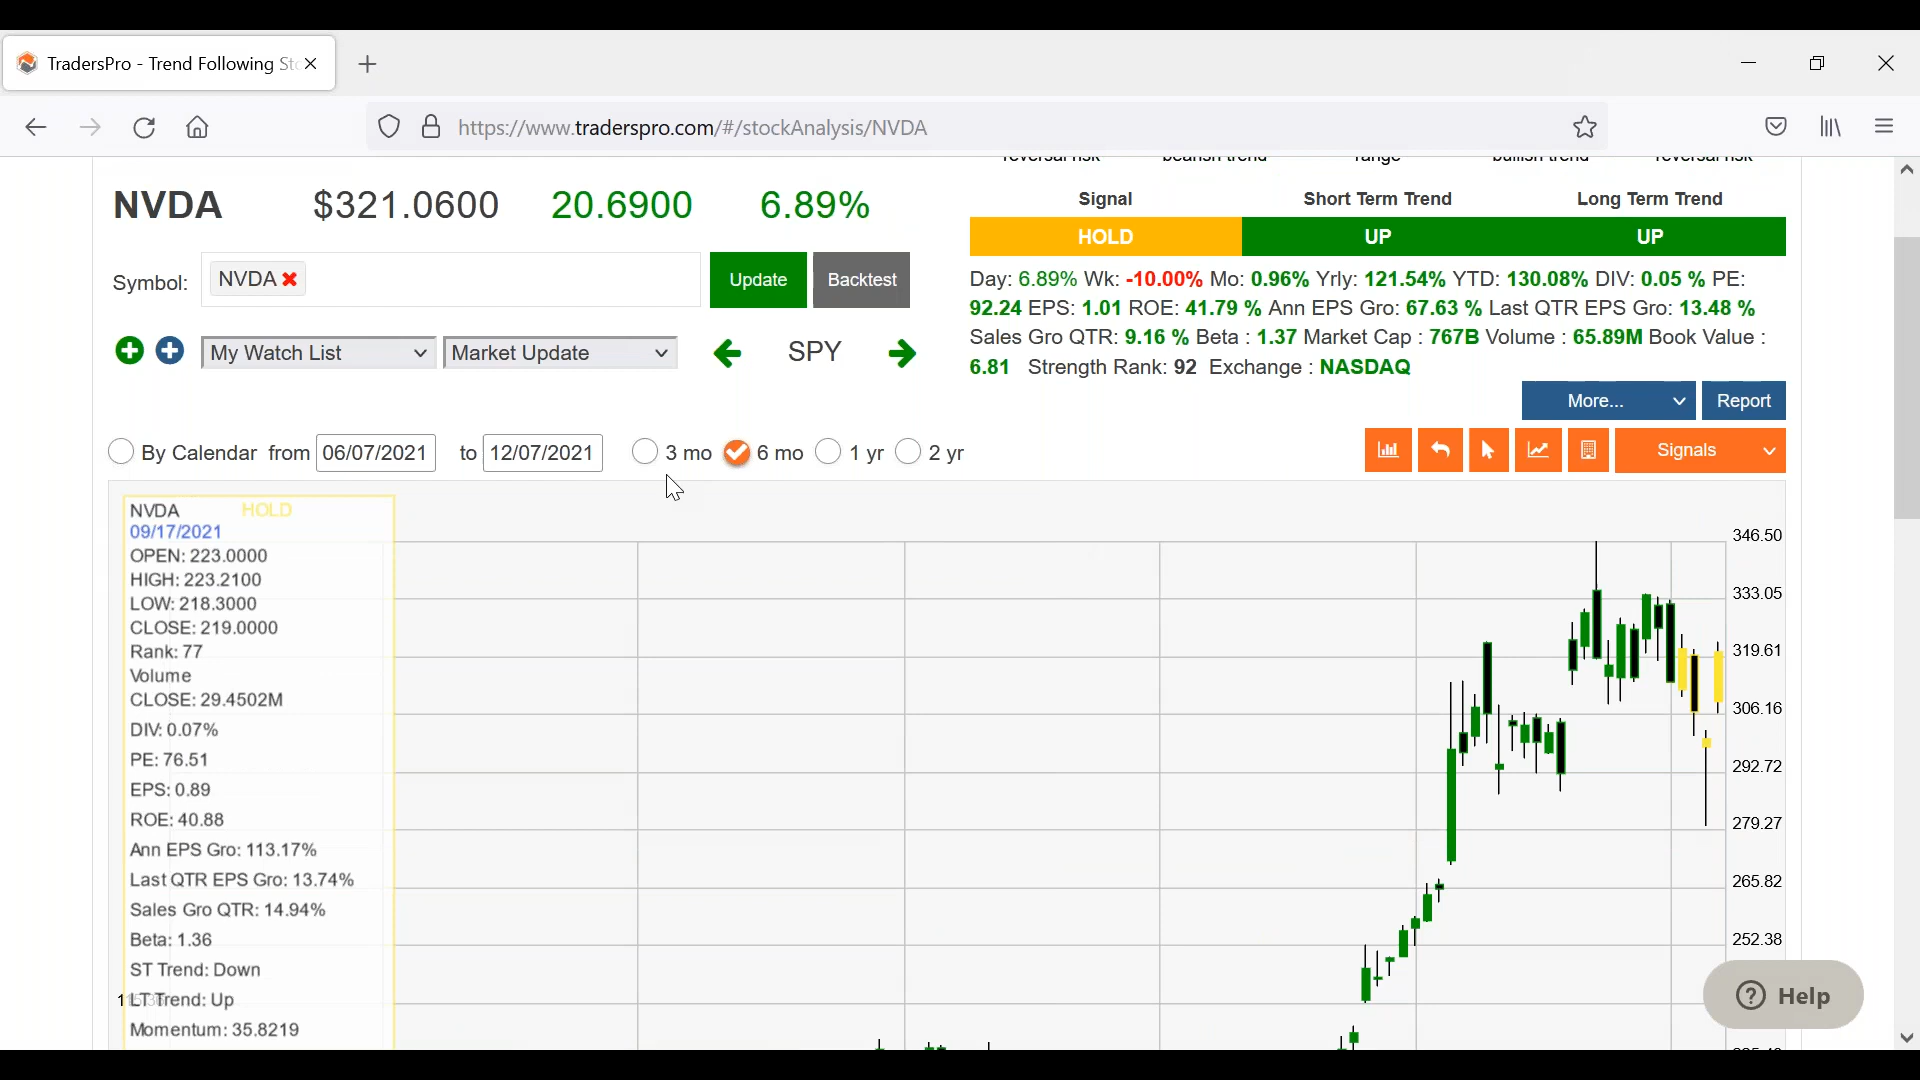 TradersPro - Trend Following Sto
https://www.traderspro.com/#/stockAnalysis/NVDA
reversal risk bearish trend range bullish trend reversal risk
NVDA $321.0600 20.6900 6.89%
Signal Short Term Trend Long Term Trend
HOLD UP UP
Symbol: NVDA Update Backtest
Day: 6.89% Wk: -10.00% Mo: 0.96% Yrly: 121.54% YTD: 130.08% DIV: 0.05 % PE:
92.24 EPS: 1.01 ROE: 41.79 % Ann EPS Gro: 67.63 % Last QTR EPS Gro: 13.48 %
Sales Gro QTR: 9.16 % Beta : 1.37 Market Cap : 767B Volume : 65.89M Book Value :
6.81 Strength Rank: 92 Exchange : NASDAQ
My Watch List Market Update SPY
More... Report
By Calendar from 06/07/2021 to 12/07/2021 3 mo 6 mo 1 yr 2 yr
Signals
NVDA HOLD
09/17/2021
OPEN: 223.0000
HIGH: 223.2100
LOW: 218.3000
CLOSE: 219.0000
Rank: 77
Volume
CLOSE: 29.4502M
DIV: 0.07%
PE: 76.51
EPS: 0.89
ROE: 40.88
Ann EPS Gro: 113.17%
Last QTR EPS Gro: 13.74%
Sales Gro QTR: 14.94%
Beta: 1.36
ST Trend: Down
LT Trend: Up
Momentum: 35.8219
346.50
333.05
319.61
306.16
292.72
279.27
265.82
252.38
Help